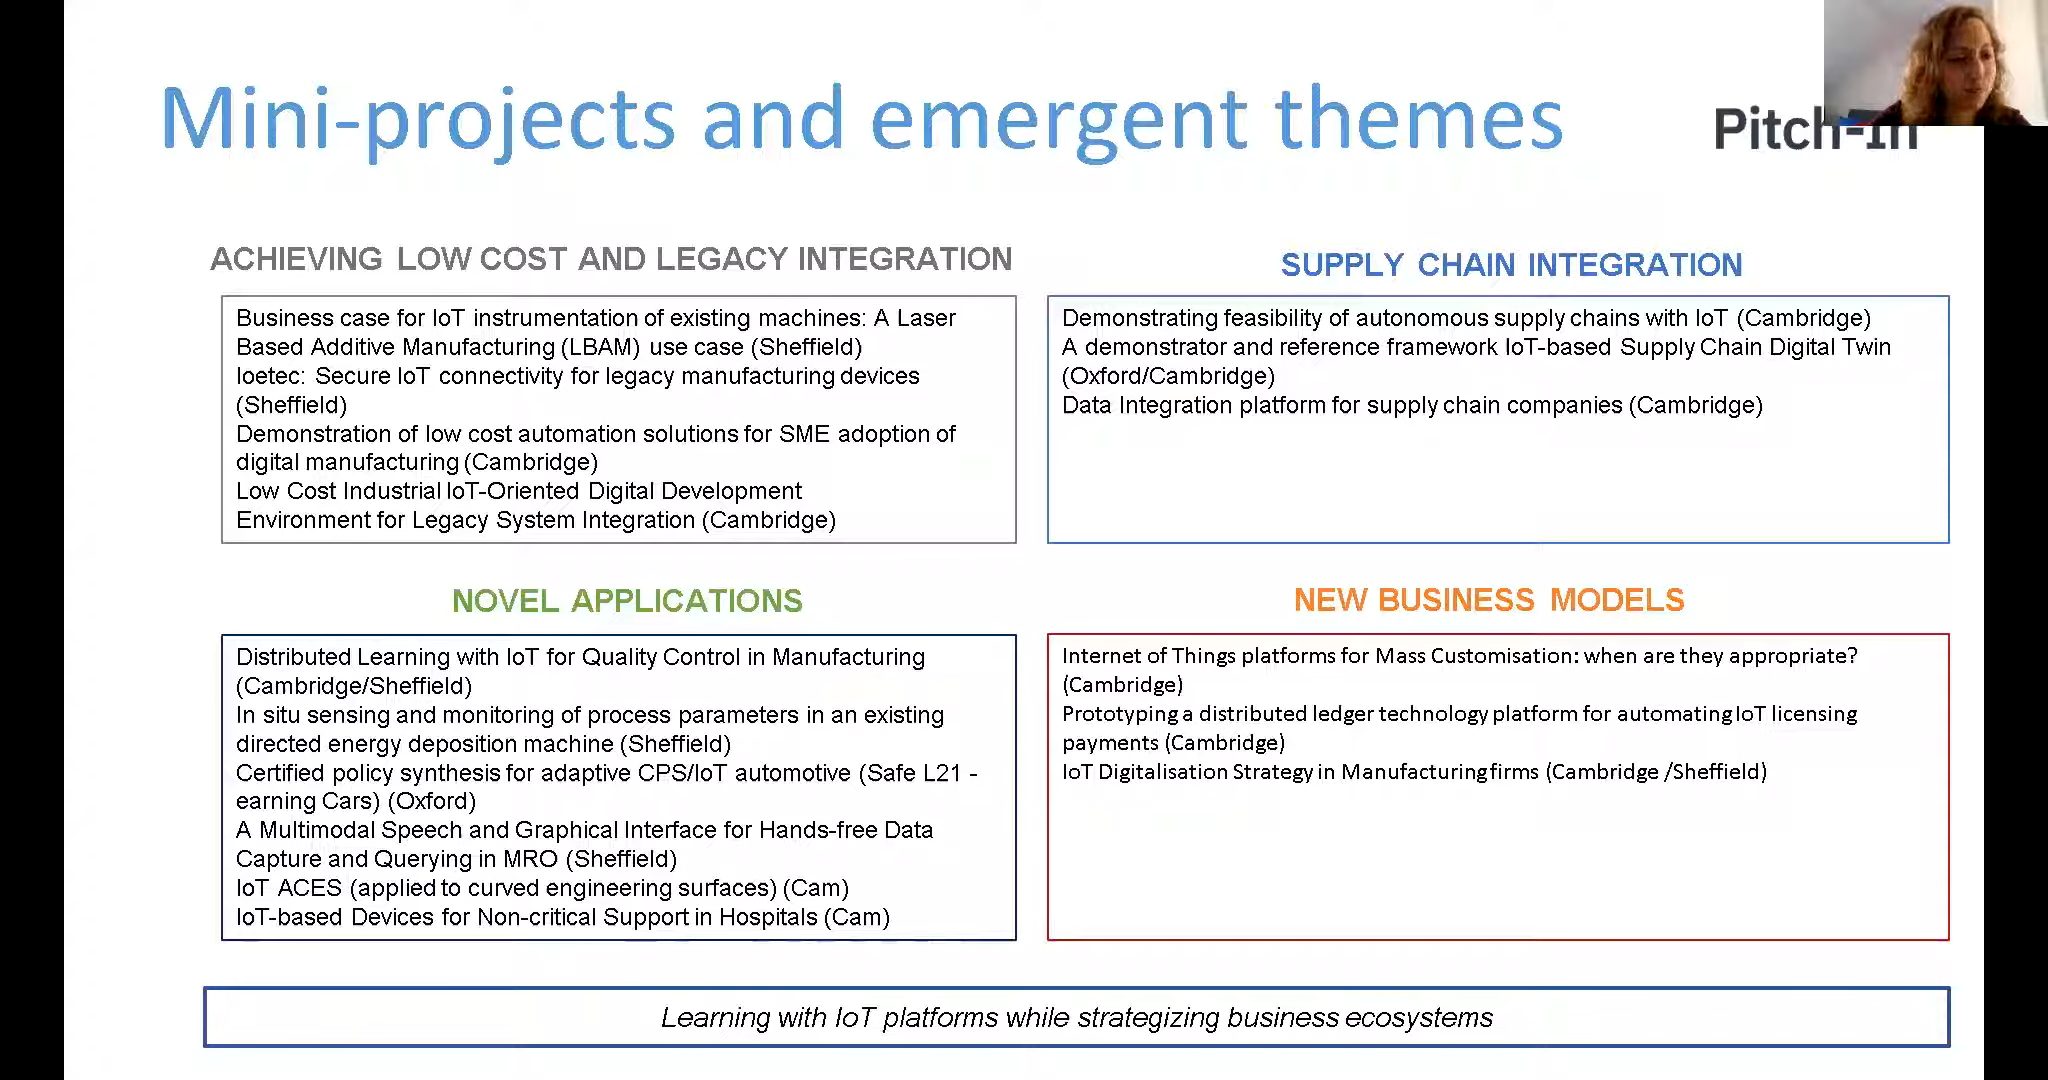 Mini-projects and emergent themes
Pitch-In
ACHIEVING LOW COST AND LEGACY INTEGRATION
Business case for IoT instrumentation of existing machines: A Laser
Based Additive Manufacturing (LBAM) use case (Sheffield)
Ioetec: Secure IoT connectivity for legacy manufacturing devices
(Sheffield)
Demonstration of low cost automation solutions for SME adoption of
digital manufacturing (Cambridge)
Low Cost Industrial IoT-Oriented Digital Development
Environment for Legacy System Integration (Cambridge)
SUPPLY CHAIN INTEGRATION
Demonstrating feasibility of autonomous supply chains with IoT (Cambridge)
A demonstrator and reference framework IoT-based Supply Chain Digital Twin
(Oxford/Cambridge)
Data Integration platform for supply chain companies (Cambridge)
NOVEL APPLICATIONS
Distributed Learning with IoT for Quality Control in Manufacturing
(Cambridge/Sheffield)
In situ sensing and monitoring of process parameters in an existing
directed energy deposition machine (Sheffield)
Certified policy synthesis for adaptive CPS/IoT automotive (Safe L21 -
earning Cars) (Oxford)
A Multimodal Speech and Graphical Interface for Hands-free Data
Capture and Querying in MRO (Sheffield)
IoT ACES (applied to curved engineering surfaces) (Cam)
IoT-based Devices for Non-critical Support in Hospitals (Cam)
NEW BUSINESS MODELS
Internet of Things platforms for Mass Customisation: when are they appropriate?
(Cambridge)
Prototyping a distributed ledger technology platform for automating IoT licensing
payments (Cambridge)
IoT Digitalisation Strategy in Manufacturing firms (Cambridge /Sheffield)
Learning with IoT platforms while strategizing business ecosystems